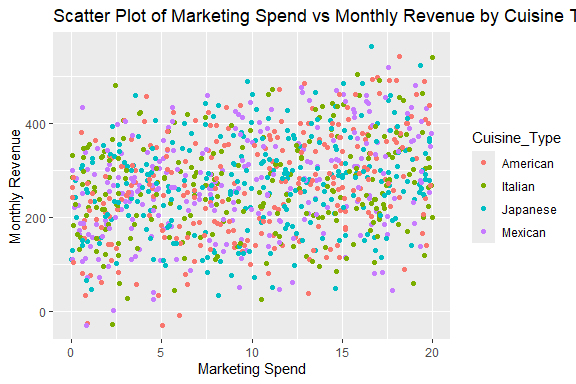 Scatter Plot of Marketing Spend vs Monthly Revenue by Cuisine T
Monthly Revenue
400
200
0
0
5
10
15
20
Marketing Spend
Cuisine_Type
American
Italian
Japanese
Mexican